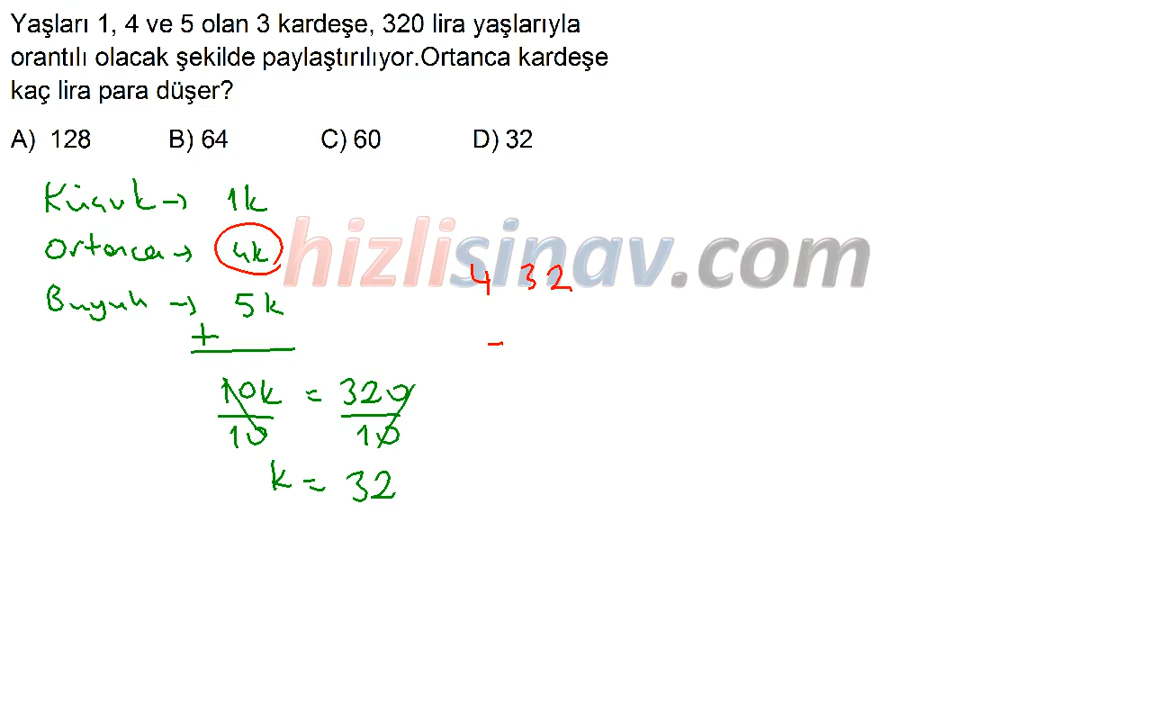 Yaşları 1, 4 ve 5 olan 3 kardeşe, 320 lira yaşlarıyla
orantılı olacak şekilde paylaştırılıyor.Ortanca kardeşe
kaç lira para düşer?
A) 128 B) 64 C) 60 D) 32
Küçük → 1k
hizlisinav.com
Ortanca → 4k
4 32
Buyuk → 5k
+
-
10k = 320
10 10
k = 32